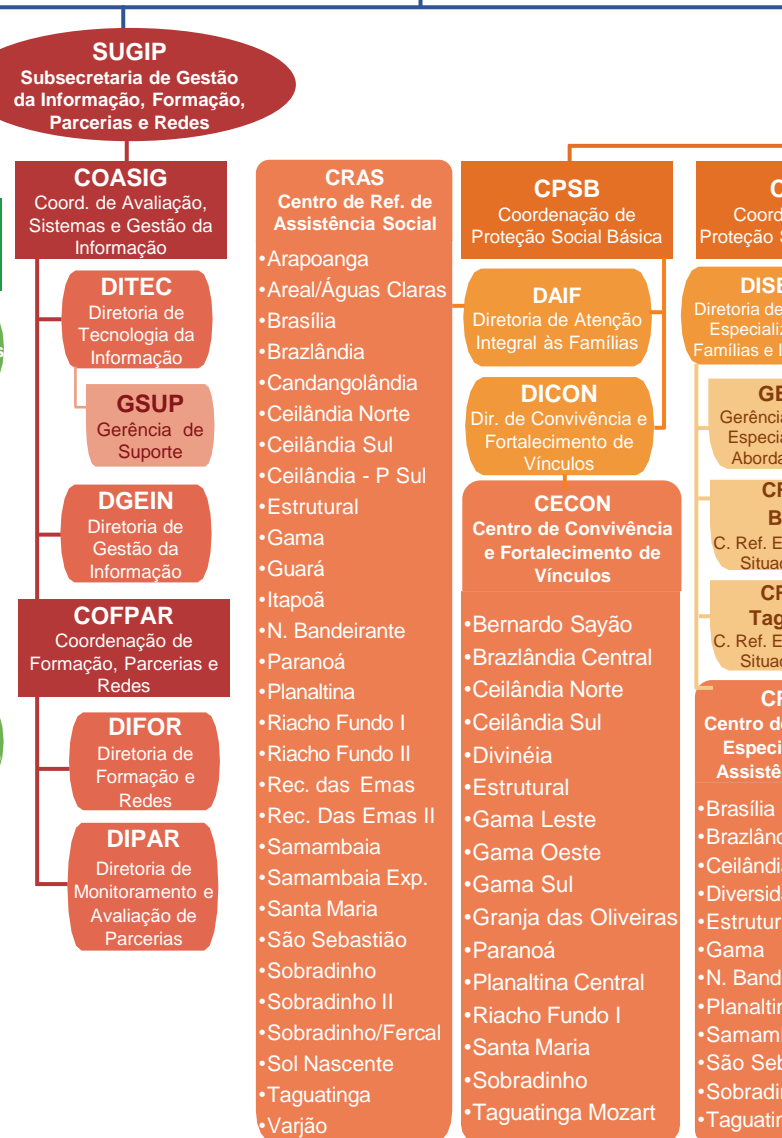 SUGIP
Subsecretaria de Gestão
da Informação, Formação,
Parcerias e Redes
COASIG
Coord. de Avaliação,
Sistemas e Gestão da
Informação
DITEC
Diretoria de
Tecnologia da
Informação
GSUP
Gerência de
Suporte
DGEIN
Diretoria de
Gestão da
Informação
COFPAR
Coordenação de
Formação, Parcerias e
Redes
DIFOR
Diretoria de
Formação e
Redes
DIPAR
Diretoria de
Monitoramento e
Avaliação de
Parcerias
CRAS
Centro de Ref. de
Assistência Social
•Arapoanga
•Areal/Águas Claras
•Brasília
•Brazlândia
•Candangolândia
•Ceilândia Norte
•Ceilândia Sul
•Ceilândia - P Sul
•Estrutural
•Gama
•Guará
•Itapoã
•N. Bandeirante
•Paranoá
•Planaltina
•Riacho Fundo I
•Riacho Fundo II
•Rec. das Emas
•Rec. Das Emas II
•Samambaia
•Samambaia Exp.
•Santa Maria
•São Sebastião
•Sobradinho
•Sobradinho II
•Sobradinho/Fercal
•Sol Nascente
•Taguatinga
•Varjão
CPSB
Coordenação de
Proteção Social Básica
DAIF
Diretoria de Atenção
Integral às Famílias
DICON
Dir. de Convivência e
Fortalecimento de
Vínculos
CECON
Centro de Convivência
e Fortalecimento de
Vínculos
•Bernardo Sayão
•Brazlândia Central
•Ceilândia Norte
•Ceilândia Sul
•Divinéia
•Estrutural
•Gama Leste
•Gama Oeste
•Gama Sul
•Granja das Oliveiras
•Paranoá
•Planaltina Central
•Riacho Fundo I
•Santa Maria
•Sobradinho
•Taguatinga Mozart
Proteção
Diretoria de
Famílias e
C. Ref.
C. Ref.
Centro
•Brasília
•Gama
•N.
•São